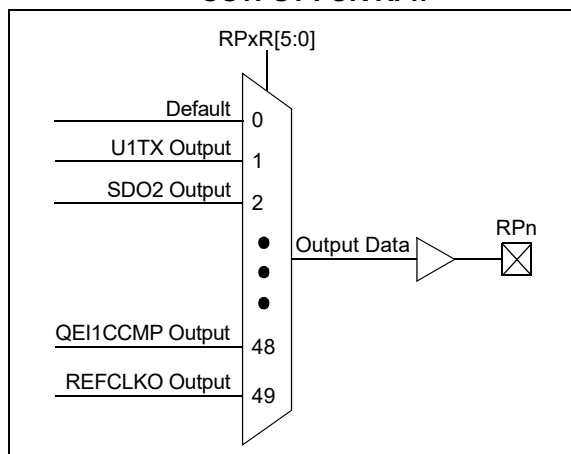 RPxR[5:0]
Default
0
U1TX Output
1
SDO2 Output
2
Output Data
RPn
QEI1CCMP Output
48
REFCLKO Output
49